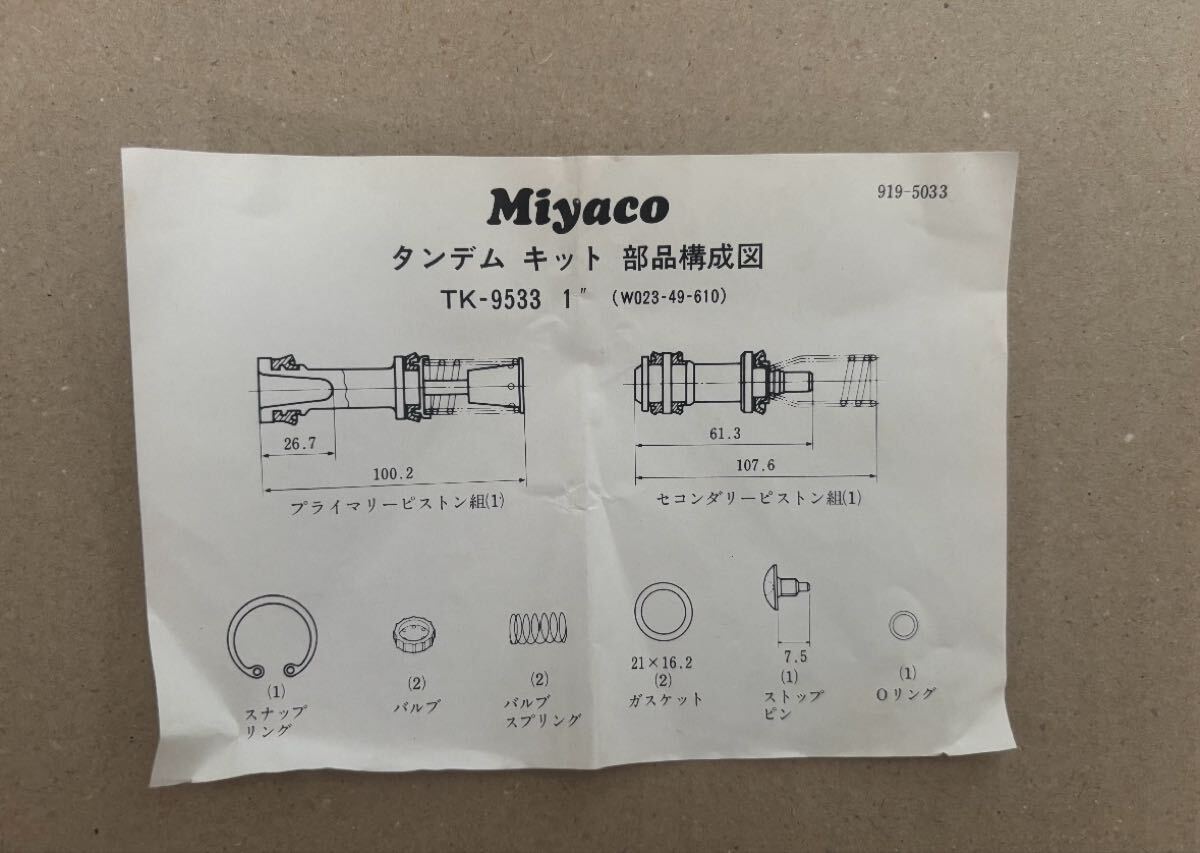 919-5033
Miyaco
タンデム キット 部品構成図
TK-9533 1″ (W023-49-610)
26.7
100.2
プライマリーピストン組(1)
61.3
107.6
セコンダリーピストン組(1)
(1)
スナップ
リング
(2)
バルブ
(2)
バルブ
スプリング
21×16.2
(2)
ガスケット
7.5
(1)
ストップ
ピン
(1)
Oリング